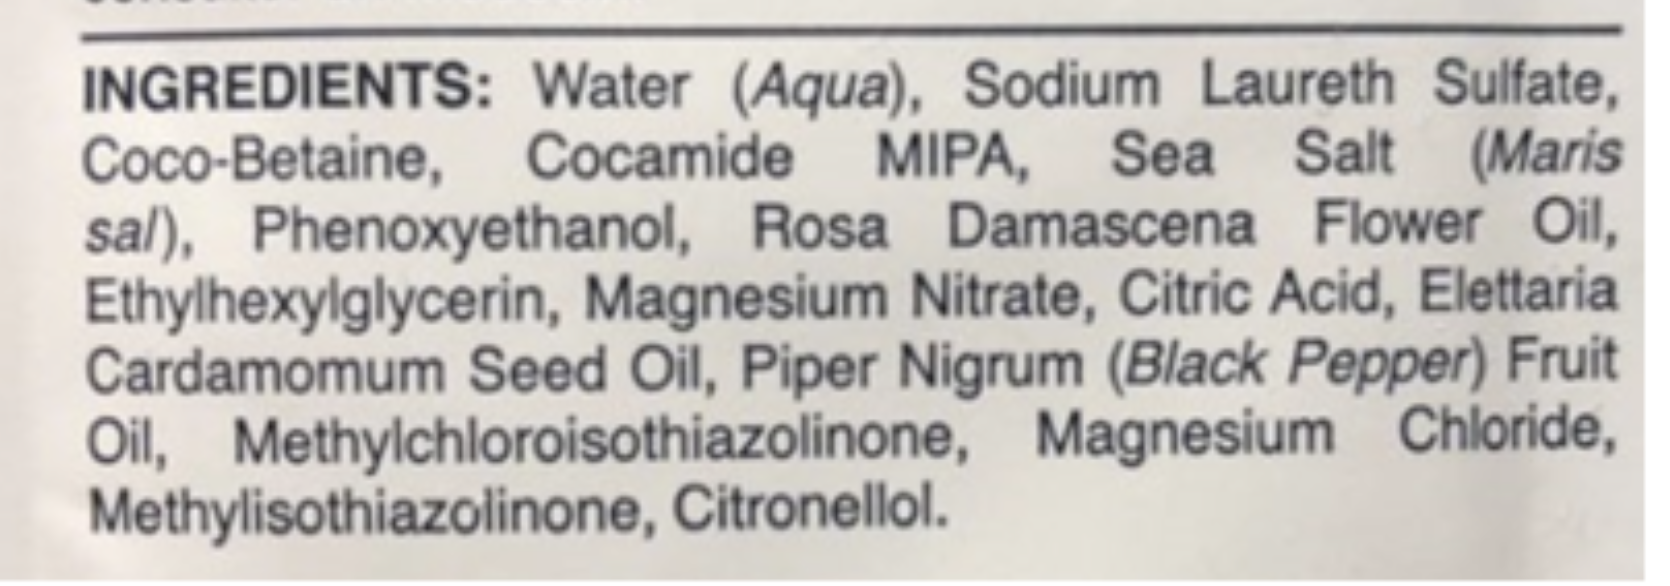 INGREDIENTS: Water (Aqua), Sodium Laureth Sulfate,
Coco-Betaine, Cocamide MIPA, Sea Salt (Maris
sal), Phenoxyethanol, Rosa Damascena Flower Oil,
Ethylhexylglycerin, Magnesium Nitrate, Citric Acid, Elettaria
Cardamomum Seed Oil, Piper Nigrum (Black Pepper) Fruit
Oil, Methylchloroisothiazolinone, Magnesium Chloride,
Methylisothiazolinone, Citronellol.